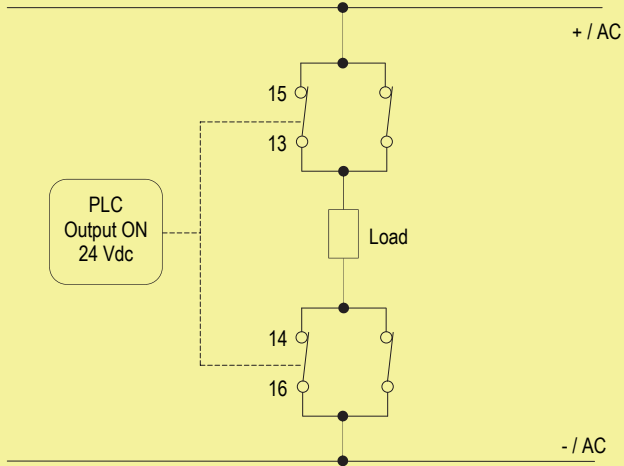 + / AC
15
13
PLC
Output ON
24 Vdc
Load
14
16
- / AC